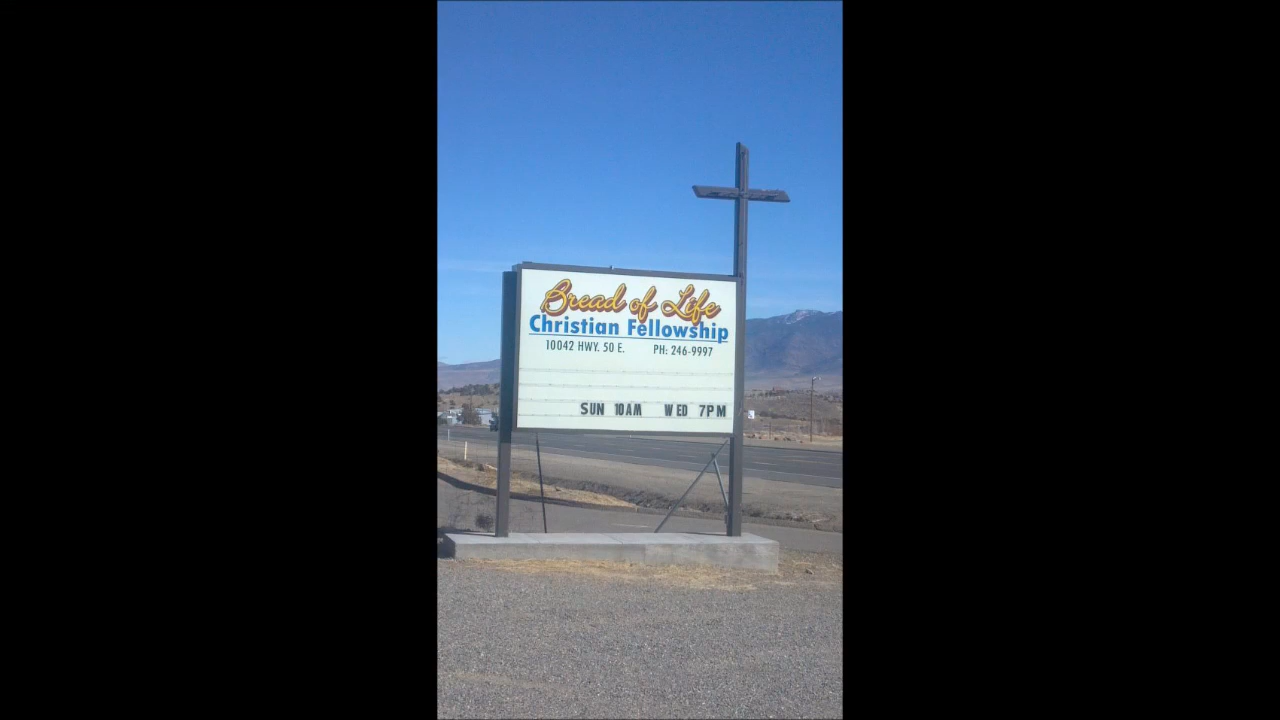 Bread of Life
Christian Fellowship
10042 HWY. 50 E. PH: 246-9997
SUN 10AM WED 7PM